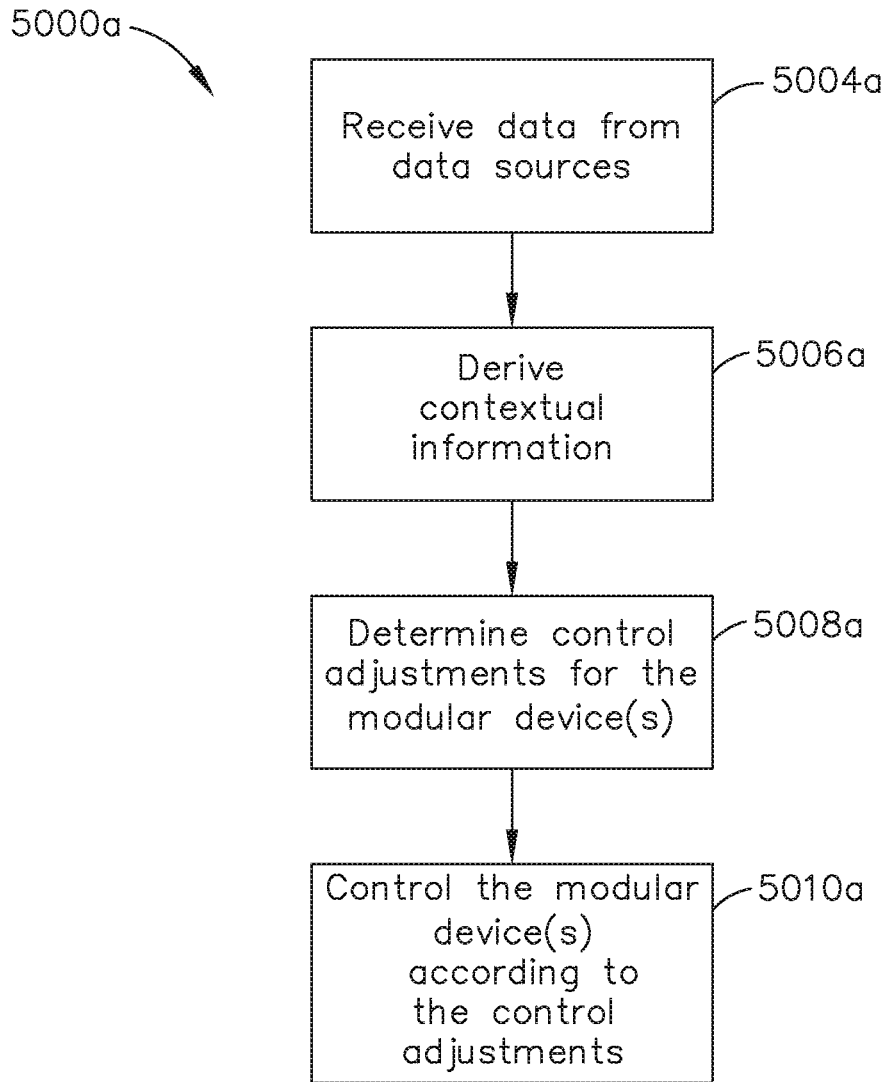 5000a
5004a
Receive data from
data sources
5006a
Derive
contextual
information
5008a
Determine control
adjustments for the
modular device(s)
5010a
Control the modular
device(s)
according to
the control
adjustments